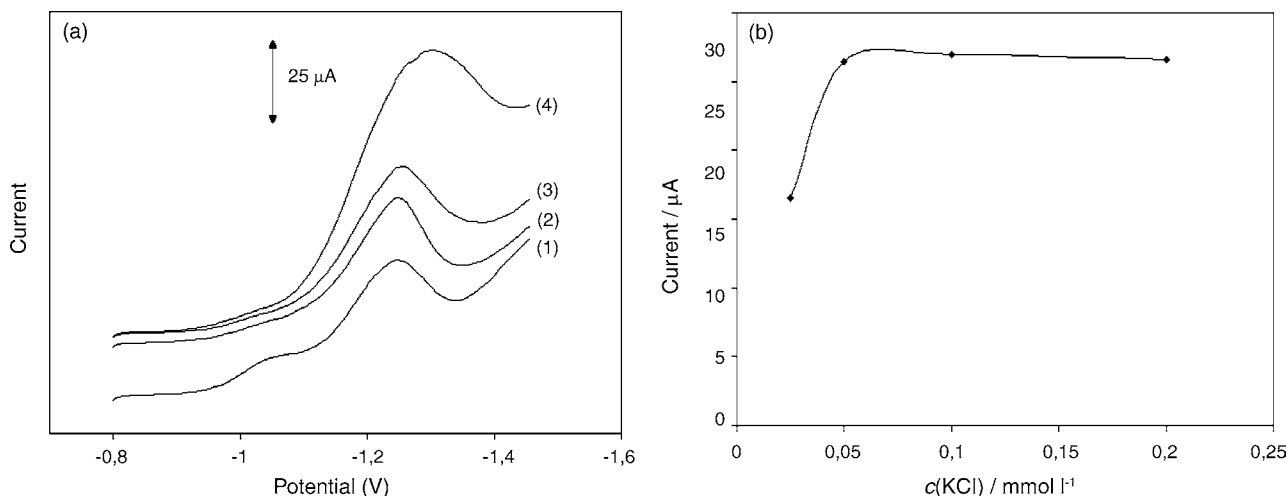 (a)
25 μA
(4)
(3)
(2)
(1)
Current
-0,8 -1 -1,2 -1,4 -1,6
Potential (V)
(b)
30
25
20
15
30
5
0
Current / μA
0 0,05 0,1 0,15 0,2 0,25
c(KCl) / mmol l⁻¹